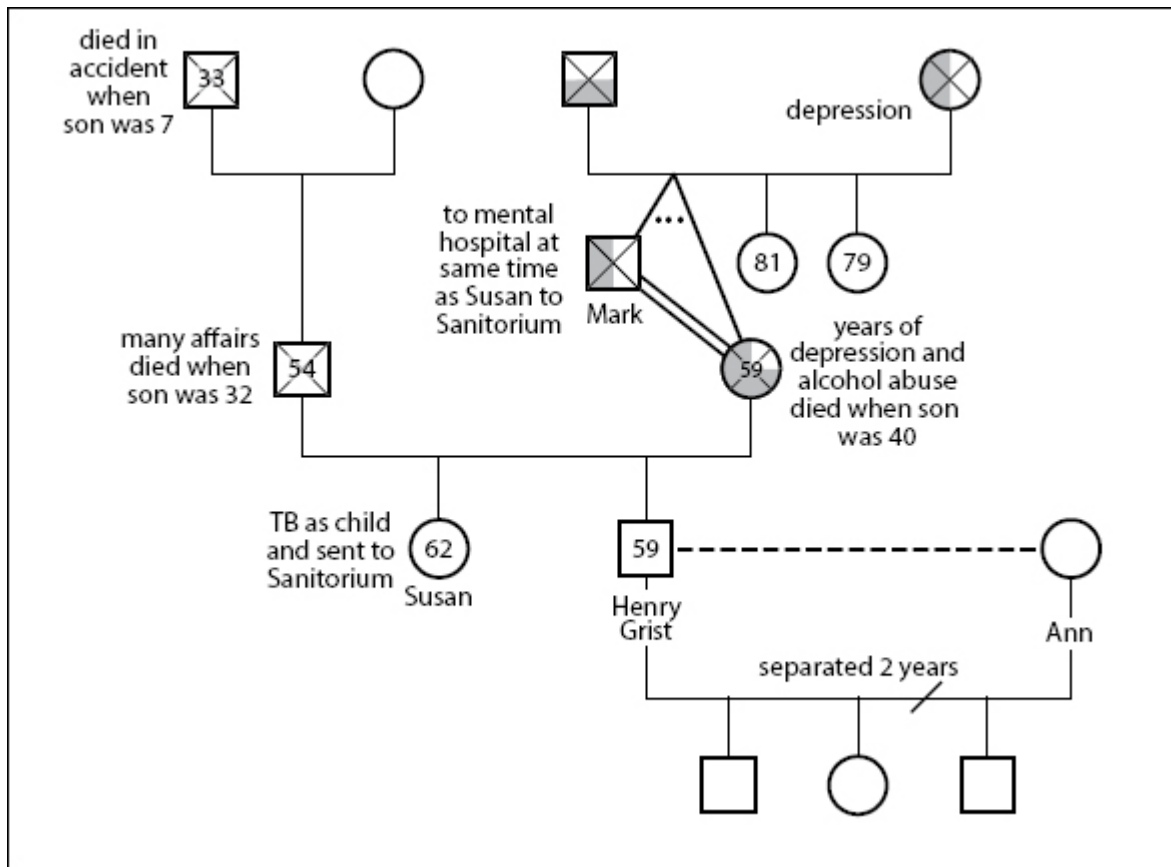 died in
accident
when
son was 7
33
depression
to mental
hospital at
same time
as Susan to
Sanitorium
...
Mark
81
79
many affairs
died when
son was 32
54
59
years of
depression and
alcohol abuse
died when son
was 40
TB as child
and sent to
Sanitorium
62
Susan
59
Henry
Grist
Ann
separated 2 years